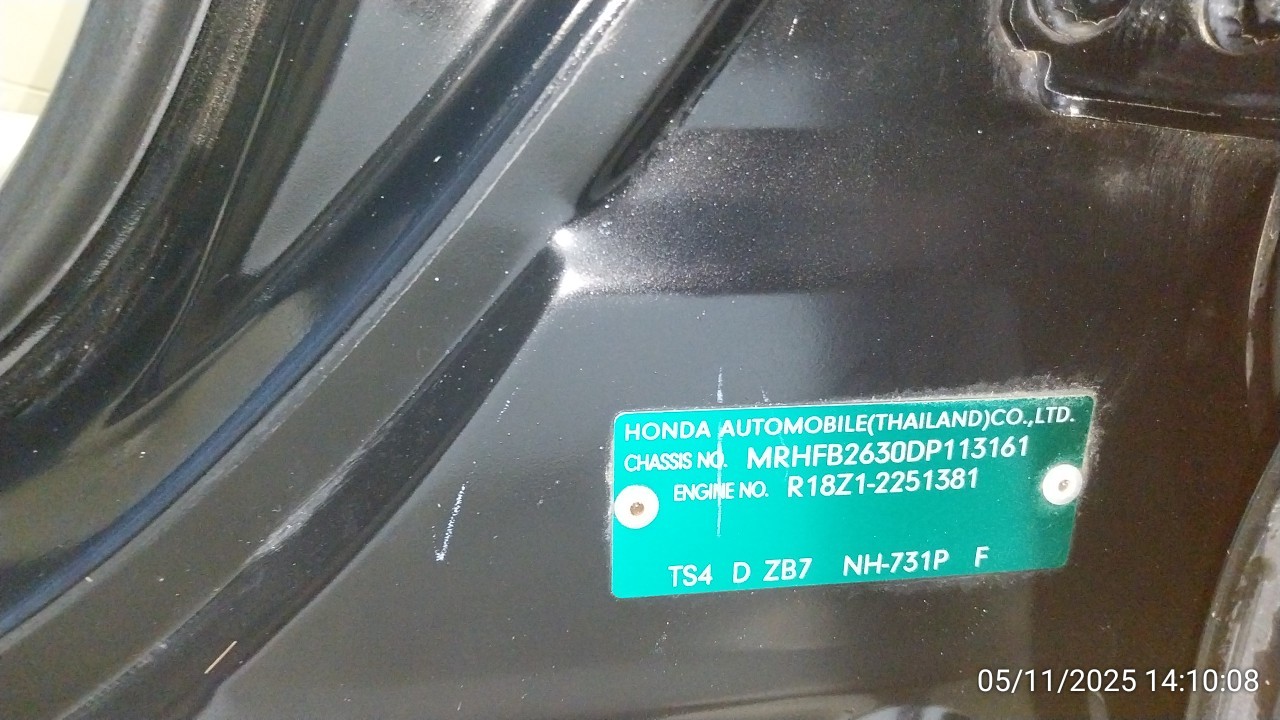 HONDA AUTOMOBILE(THAILAND)CO.,LTD.
CHASSIS NO. MRHFB2630DP113161
ENGINE NO. R18Z1-2251381
TS4 D ZB7 NH-731P F
05/11/2025 14:10:08